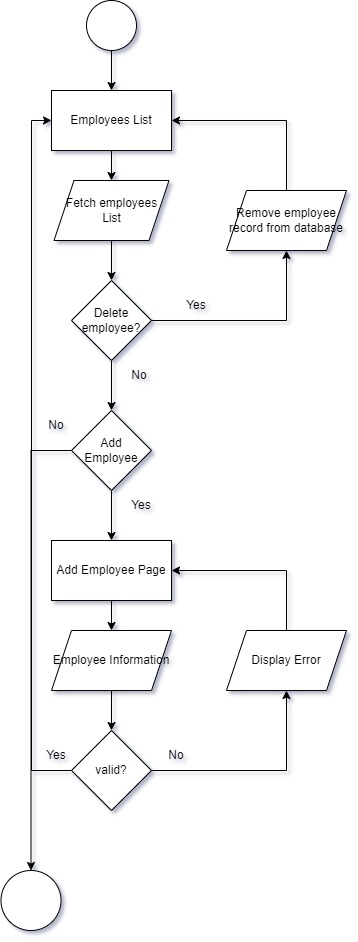 Employees List
Fetch employees
List
Remove employee
record from database
Delete
employee?
Yes
No
No
Add
Employee
Yes
Add Employee Page
Employee Information
Display Error
Yes
valid?
No